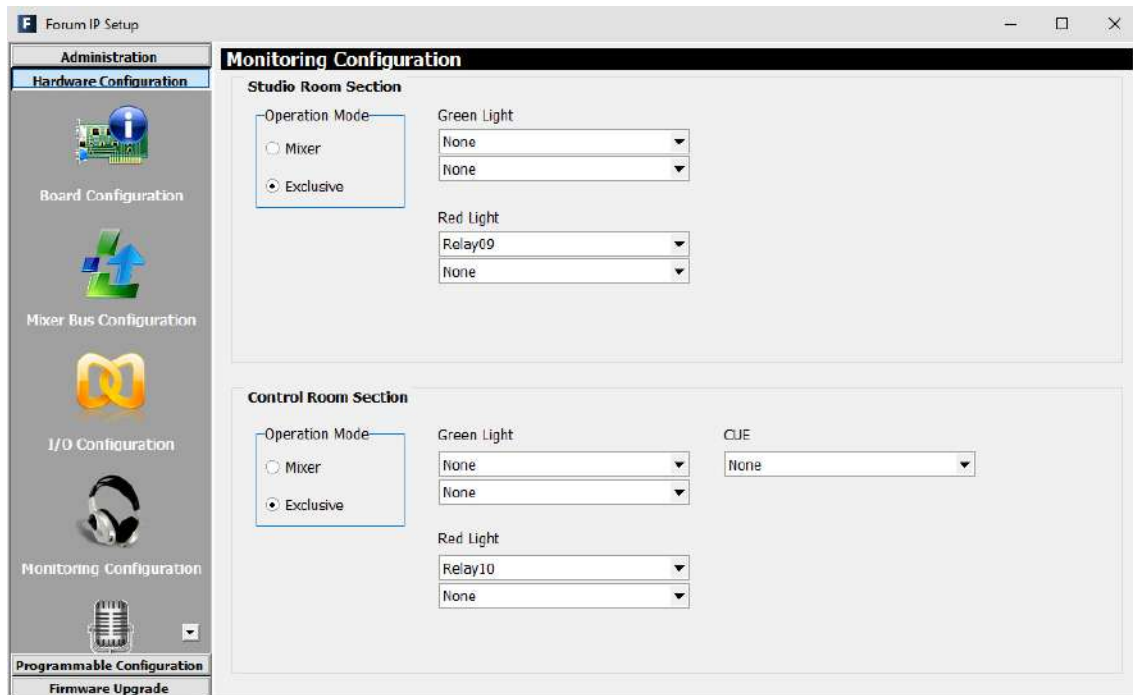 F Forum IP Setup
Administration
Hardware Configuration
Board Configuration
Mixer Bus Configuration
I/O Configuration
Monitoring Configuration
Programmable Configuration
Firmware Upgrade
Monitoring Configuration
Studio Room Section
Operation Mode
Mixer
Exclusive
Green Light
None
None
Red Light
Relay09
None
Control Room Section
Operation Mode
Mixer
Exclusive
Green Light
None
None
CUE
None
Red Light
Relay10
None